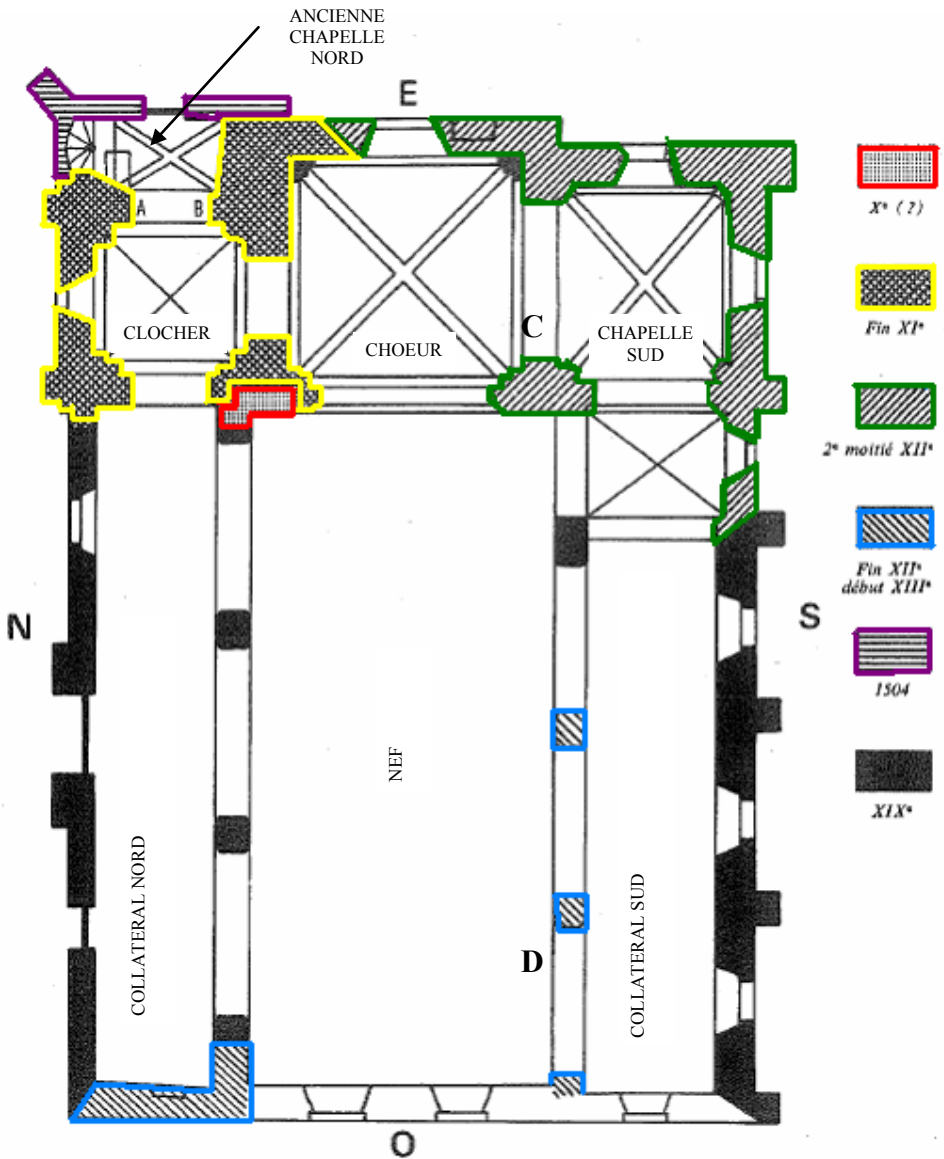 ANCIENNE
CHAPELLE
NORD
E
A B
CLOCHER
CHOEUR
C
CHAPELLE
SUD
N
S
NEF
COLLATERAL NORD
COLLATERAL SUD
D
O
Xᵉ (?)
Fin XIᵉ
2ᵉ moitié XIIᵉ
Fin XIIᵉ
début XIIIᵉ
1504
XIXᵉ